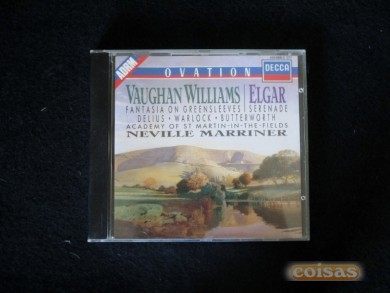 ADRM
OVATION
DECCA
VAUGHAN WILLIAMS | ELGAR
FANTASIA ON GREENSLEEVES | SERENADE
DELIUS • WARLOCK • BUTTERWORTH
ACADEMY OF ST MARTIN-IN-THE-FIELDS
NEVILLE MARRINER
coisas